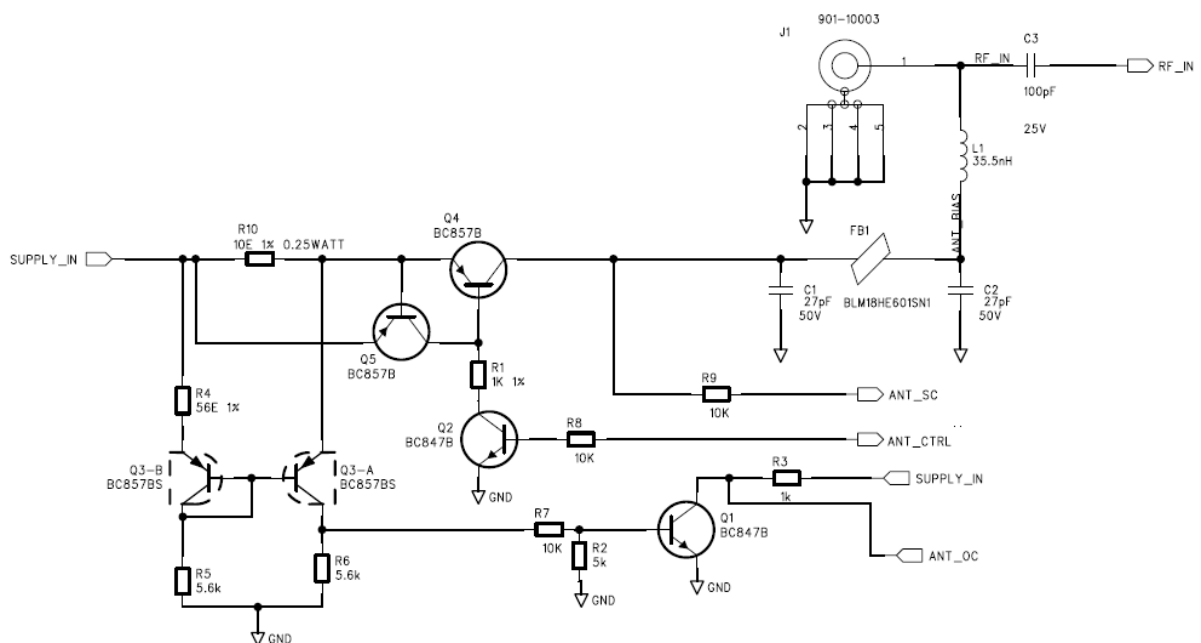 901-10003
J1
C3
1
RF_IN
RF_IN
100pF
25V
2
3
4
5
L1
35.5nH
ANT_BIAS
Q4
BC857B
R10
10E 1% 0.25WATT
FB1
SUPPLY_IN
C1
27pF
50V
BLM18HE601SN1
C2
27pF
50V
Q5
BC857B
R1
1K 1%
R4
56E 1%
R9
10K
ANT_SC
Q2
BC847B
R8
10K
ANT_CTRL
Q3-B
BC857BS
Q3-A
BC857BS
R3
1k
SUPPLY_IN
GND
R7
10K
Q1
BC847B
R2
5k
ANT_OC
R5
5.6k
R6
5.6k
GND
GND
GND